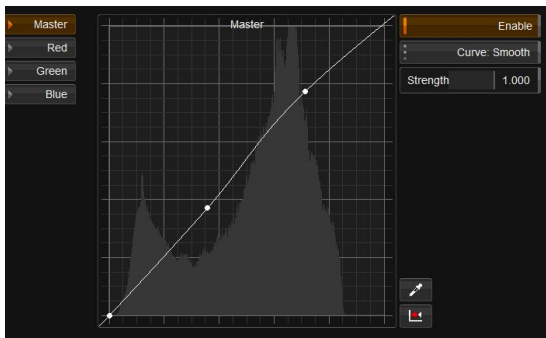 Master
Red
Green
Blue
Master
Enable
Curve: Smooth
Strength 1.000